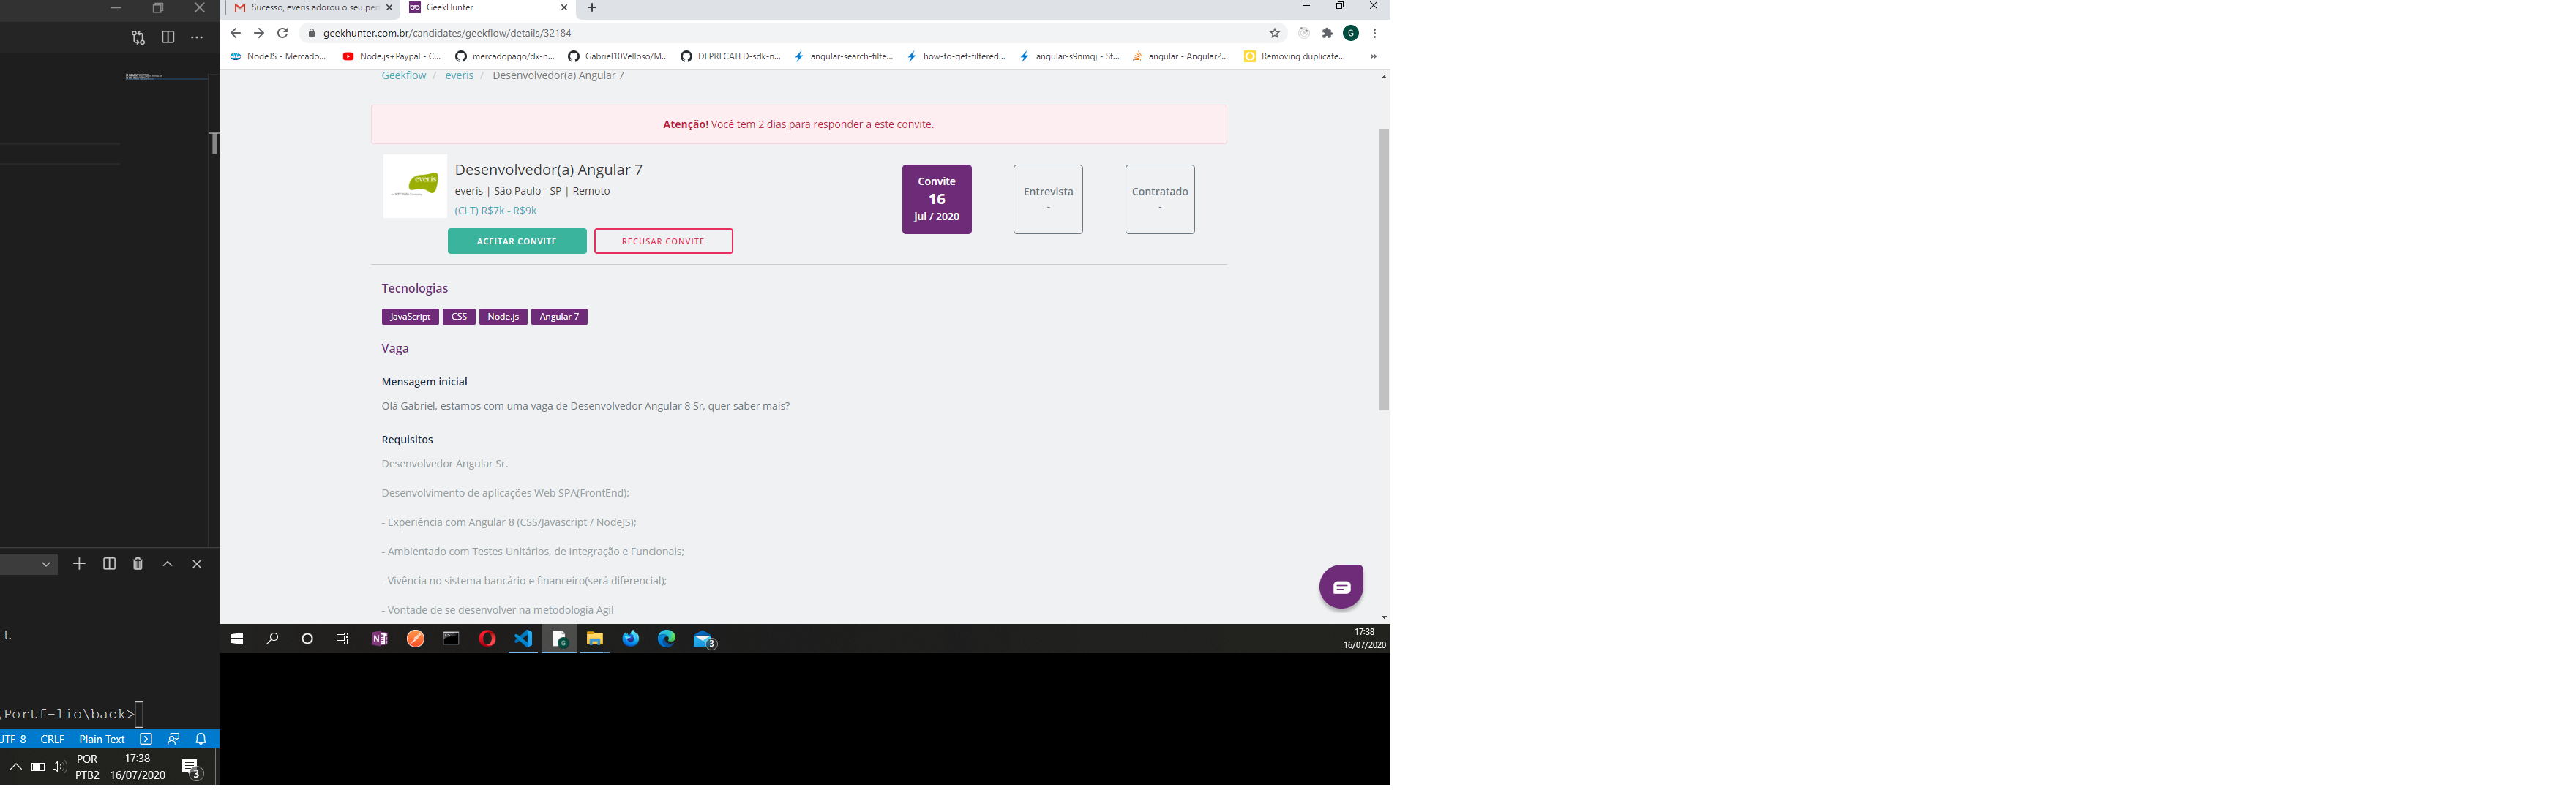 Sucesso, everis adorou o seu per
GeekHunter
geekhunter.com.br/candidates/geekflow/details/32184
G
NodeJS - Mercado...
Node.js+Paypal - C...
mercadopago/dx-n...
Gabriel10Velloso/M...
DEPRECATED-sdk-n...
angular-search-filte...
how-to-get-filtered...
angular-s9nmqj - St...
angular - Angular2...
Removing duplicate...
»
Geekflow / everis / Desenvolvedor(a) Angular 7
Atenção! Você tem 2 dias para responder a este convite.
everis
Desenvolvedor(a) Angular 7
everis | São Paulo - SP | Remoto
(CLT) R$7k - R$9k
ACEITAR CONVITE
RECUSAR CONVITE
Convite
16
jul / 2020
Entrevista
-
Contratado
-
Tecnologias
JavaScript
CSS
Node.js
Angular 7
Vaga
Mensagem inicial
Olá Gabriel, estamos com uma vaga de Desenvolvedor Angular 8 Sr, quer saber mais?
Requisitos
Desenvolvedor Angular Sr.
Desenvolvimento de aplicações Web SPA(FrontEnd);
- Experiência com Angular 8 (CSS/Javascript / NodeJS);
- Ambientado com Testes Unitários, de Integração e Funcionais;
- Vivência no sistema bancário e financeiro(será diferencial);
- Vontade de se desenvolver na metodologia Agil
3
17:38
16/07/2020
it
\Portf-lio\back>
UTF-8
CRLF
Plain Text
POR
PTB2
17:38
16/07/2020
3